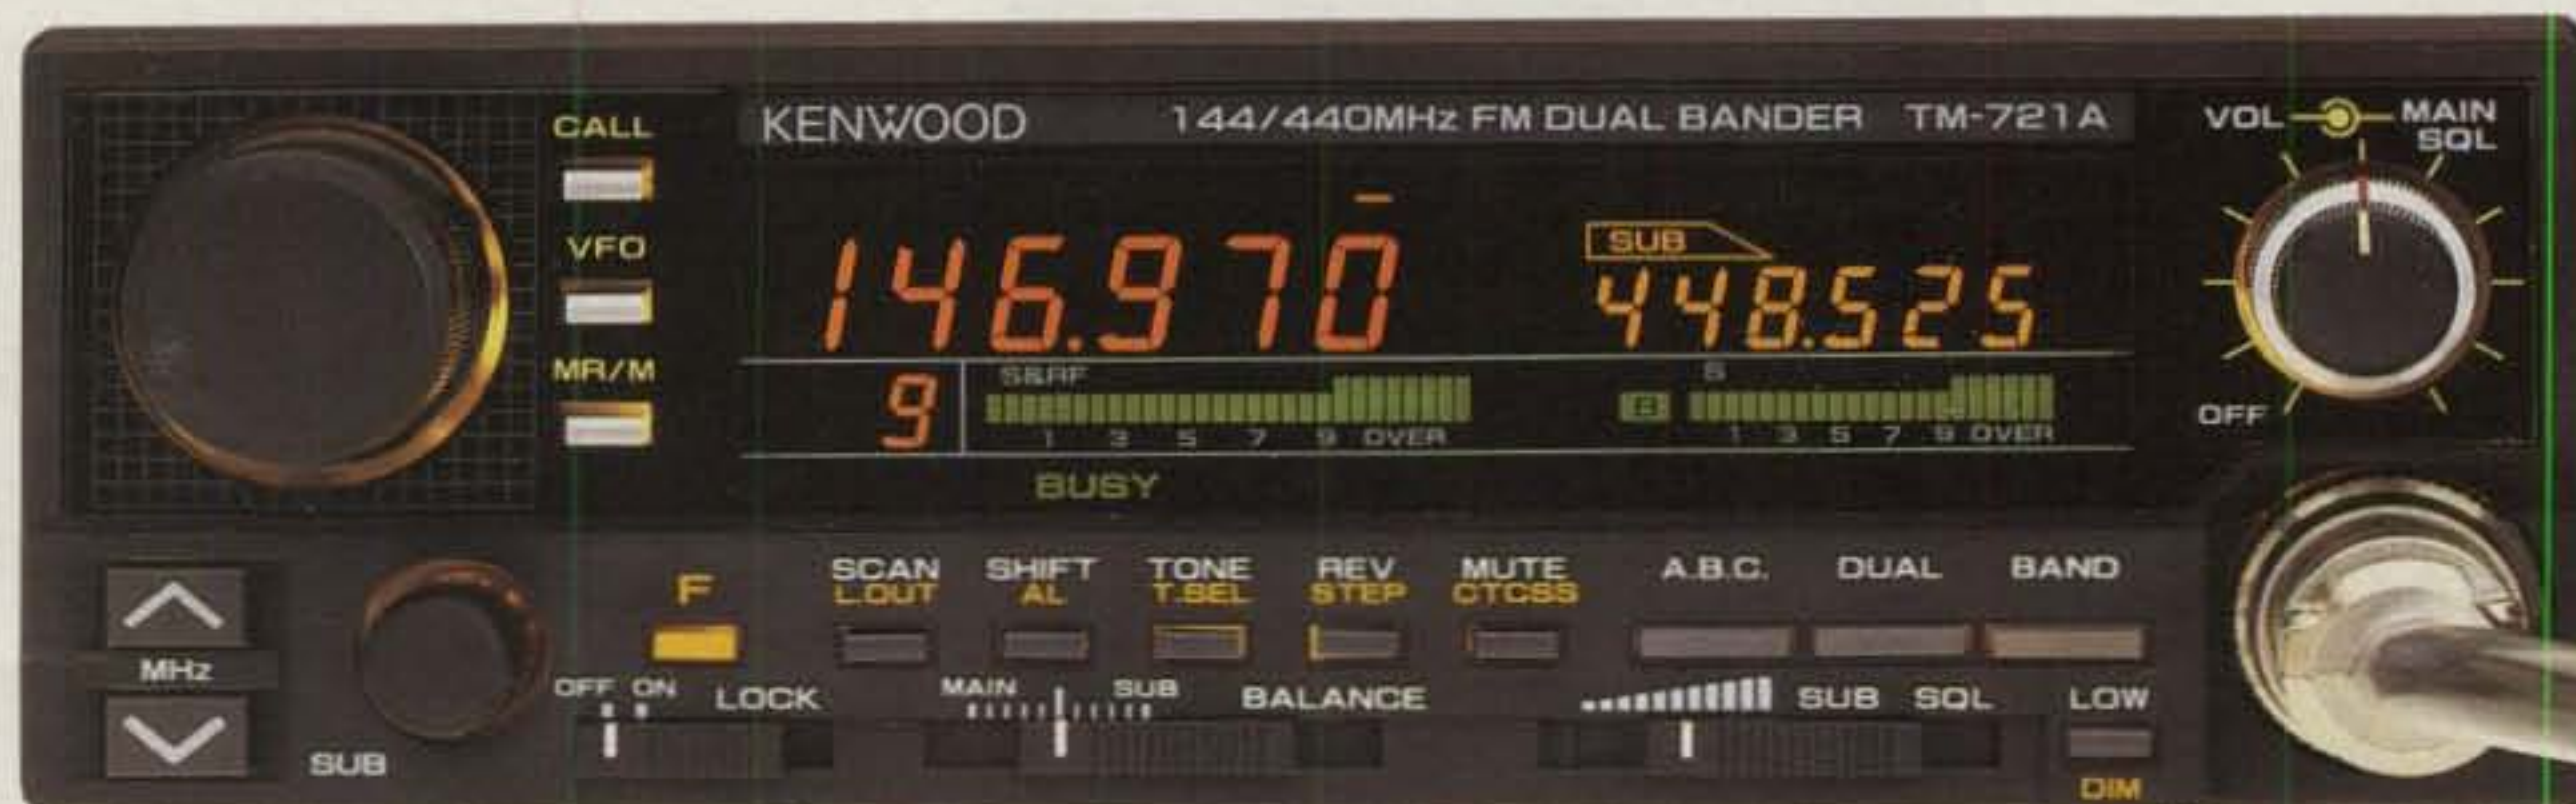 CALL
KENWOOD 144/440MHz FM DUAL BANDER TM-721A
VOL MAIN
SQL
VFO
–
SUB
146.970
448.525
MR/M
9
S&RF
1 3 5 7 9 OVER
B
S
1 3 5 7 9 OVER
OFF
BUSY
MHz
SUB
F
SCAN SHIFT TONE REV MUTE A.B.C. DUAL BAND
L.OUT AL T.SEL STEP CTCSS
OFF ON LOCK
MAIN SUB BALANCE
SUB SQL
LOW
DIM